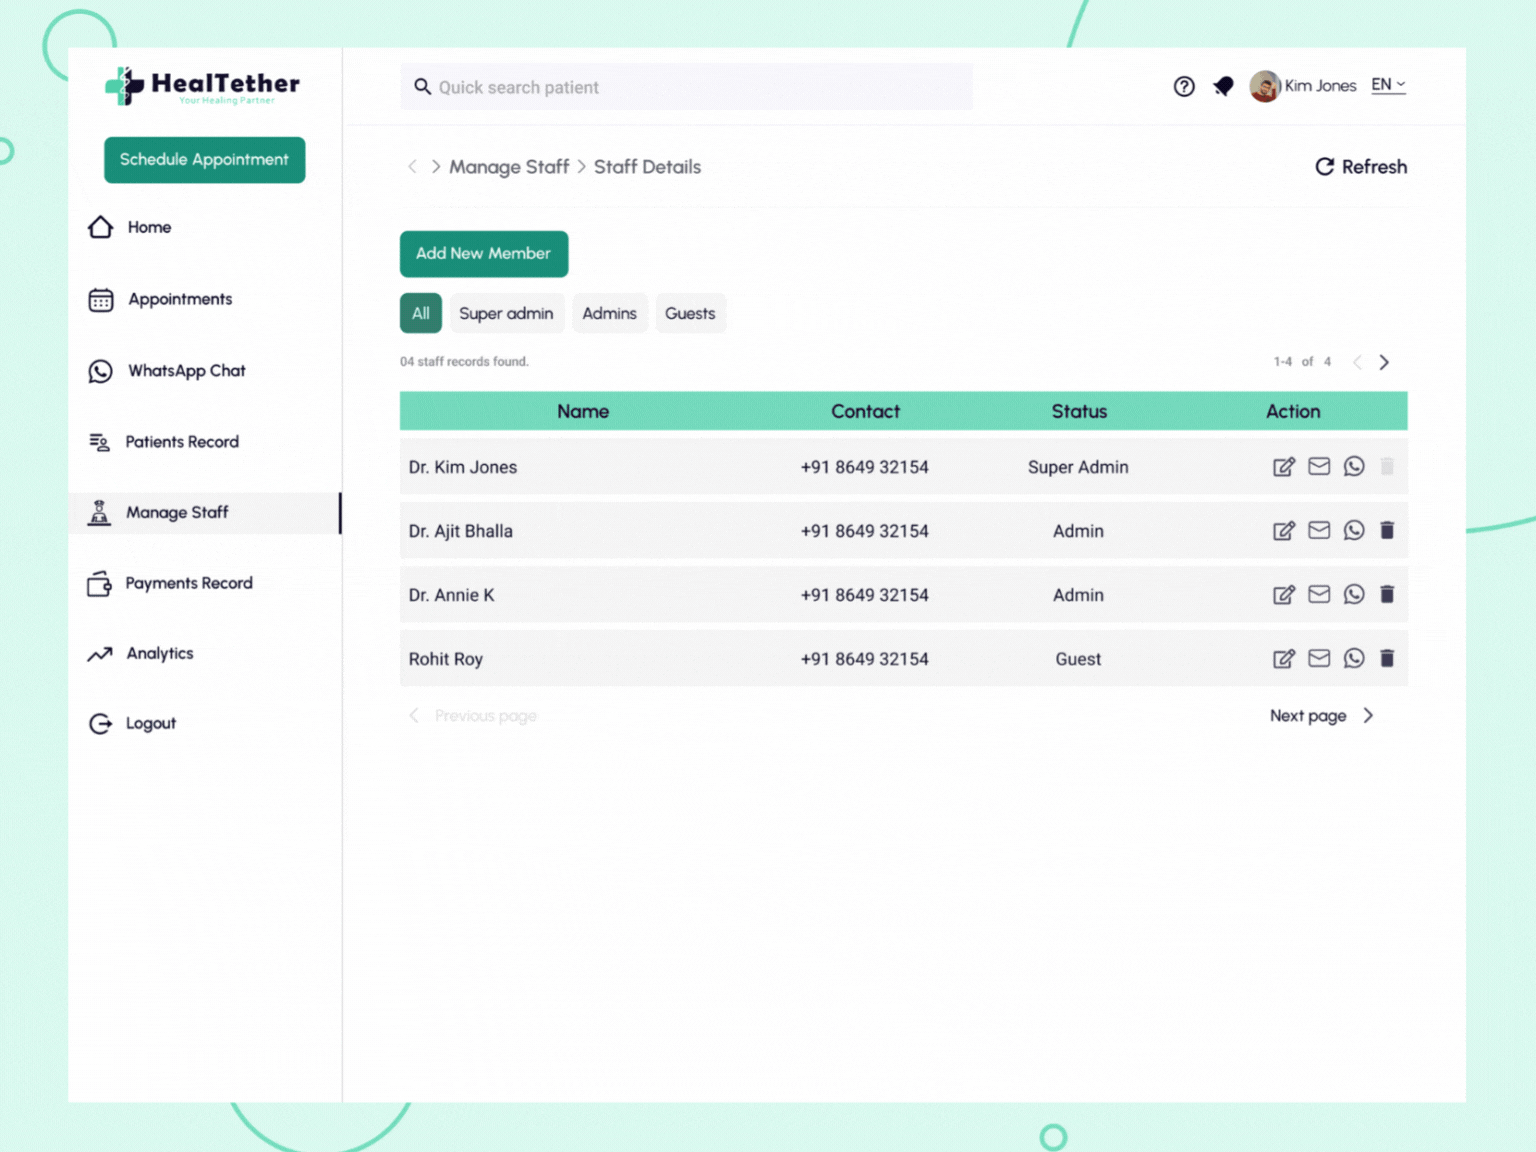 HealTether
Your Healing Partner
Schedule Appointment
Home
Appointments
WhatsApp Chat
Patients Record
Manage Staff
Payments Record
Analytics
Logout
Quick search patient
Kim Jones EN
Manage Staff > Staff Details
Refresh
Add New Member
All Super admin Admins Guests
04 staff records found. 1-4 of 4
Name Contact Status Action
Dr. Kim Jones +91 8649 32154 Super Admin
Dr. Ajit Bhalla +91 8649 32154 Admin
Dr. Annie K +91 8649 32154 Admin
Rohit Roy +91 8649 32154 Guest
Previous page Next page